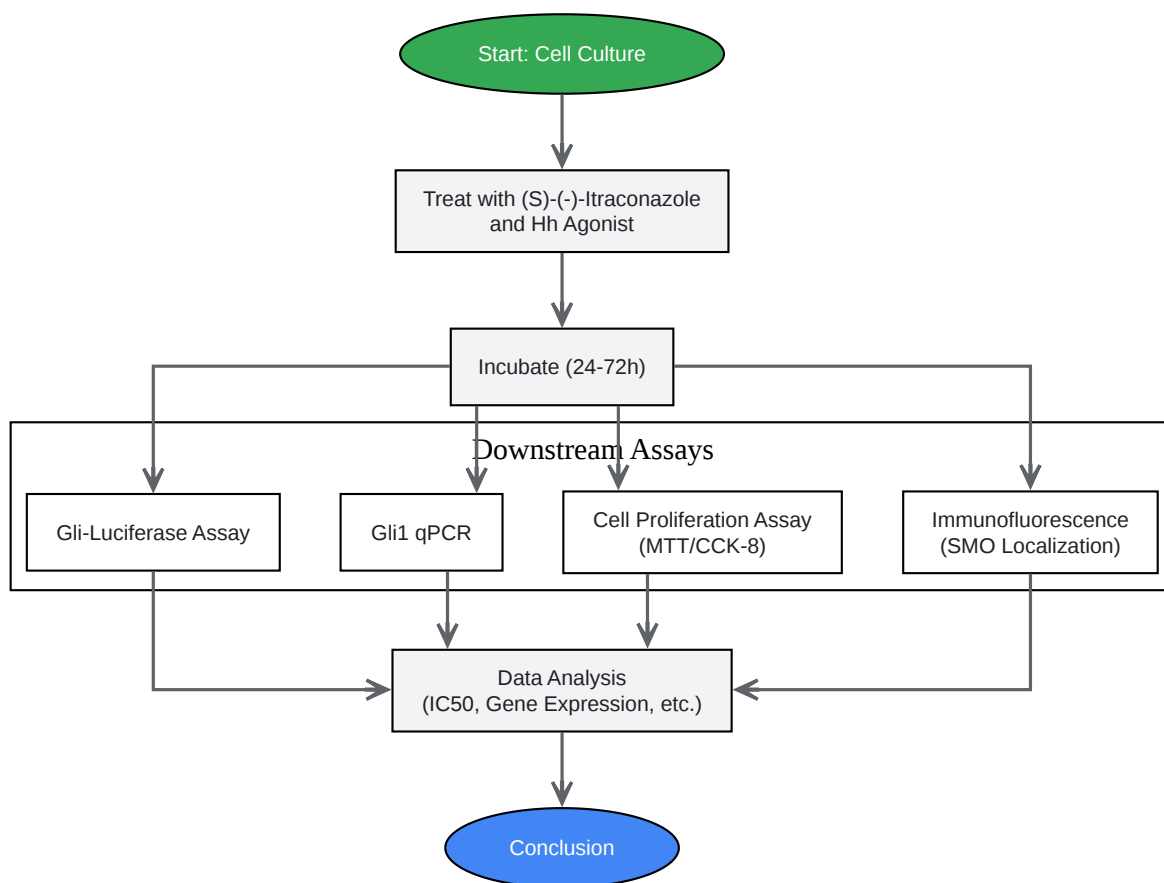 Start: Cell Culture
Treat with (S)-(-)-Itraconazole
and Hh Agonist
Incubate (24-72h)
Downstream Assays
Gli-Luciferase Assay
Gli1 qPCR
Cell Proliferation Assay
(MTT/CCK-8)
Immunofluorescence
(SMO Localization)
Data Analysis
(IC50, Gene Expression, etc.)
Conclusion